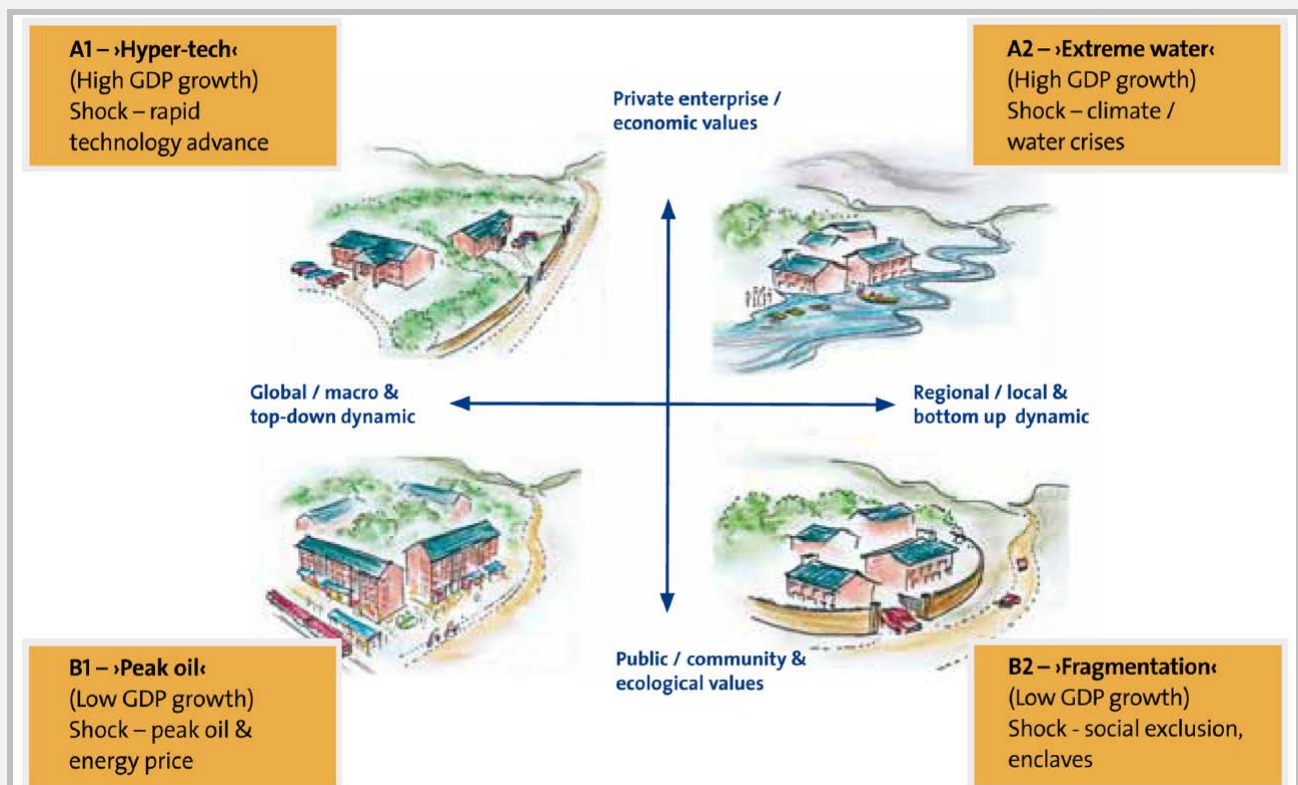 A1 – ›Hyper-tech‹
(High GDP growth)
Shock – rapid
technology advance
A2 – ›Extreme water‹
(High GDP growth)
Shock – climate /
water crises
Private enterprise /
economic values
Global / macro &
top-down dynamic
Regional / local &
bottom up dynamic
Public / community &
ecological values
B1 – ›Peak oil‹
(Low GDP growth)
Shock – peak oil &
energy price
B2 – ›Fragmentation‹
(Low GDP growth)
Shock - social exclusion,
enclaves